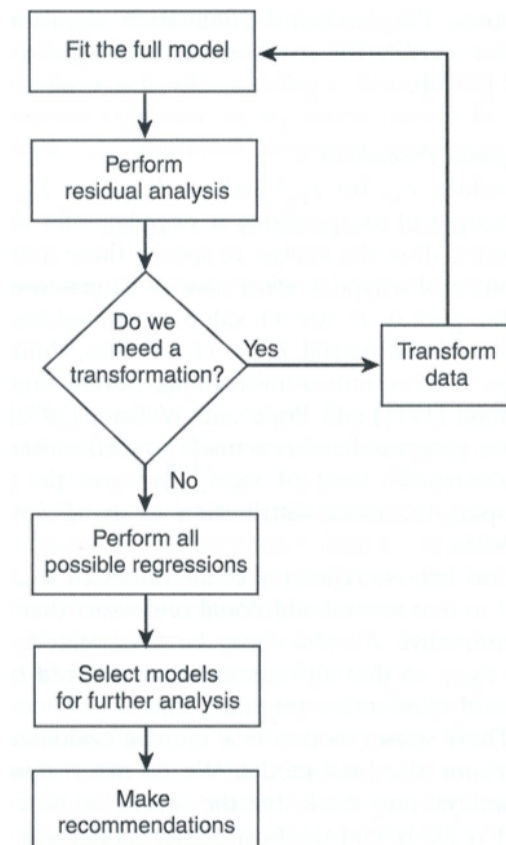 Fit the full model
Perform
residual analysis
Do we
need a
transformation?
Yes
Transform
data
No
Perform all
possible regressions
Select models
for further analysis
Make
recommendations